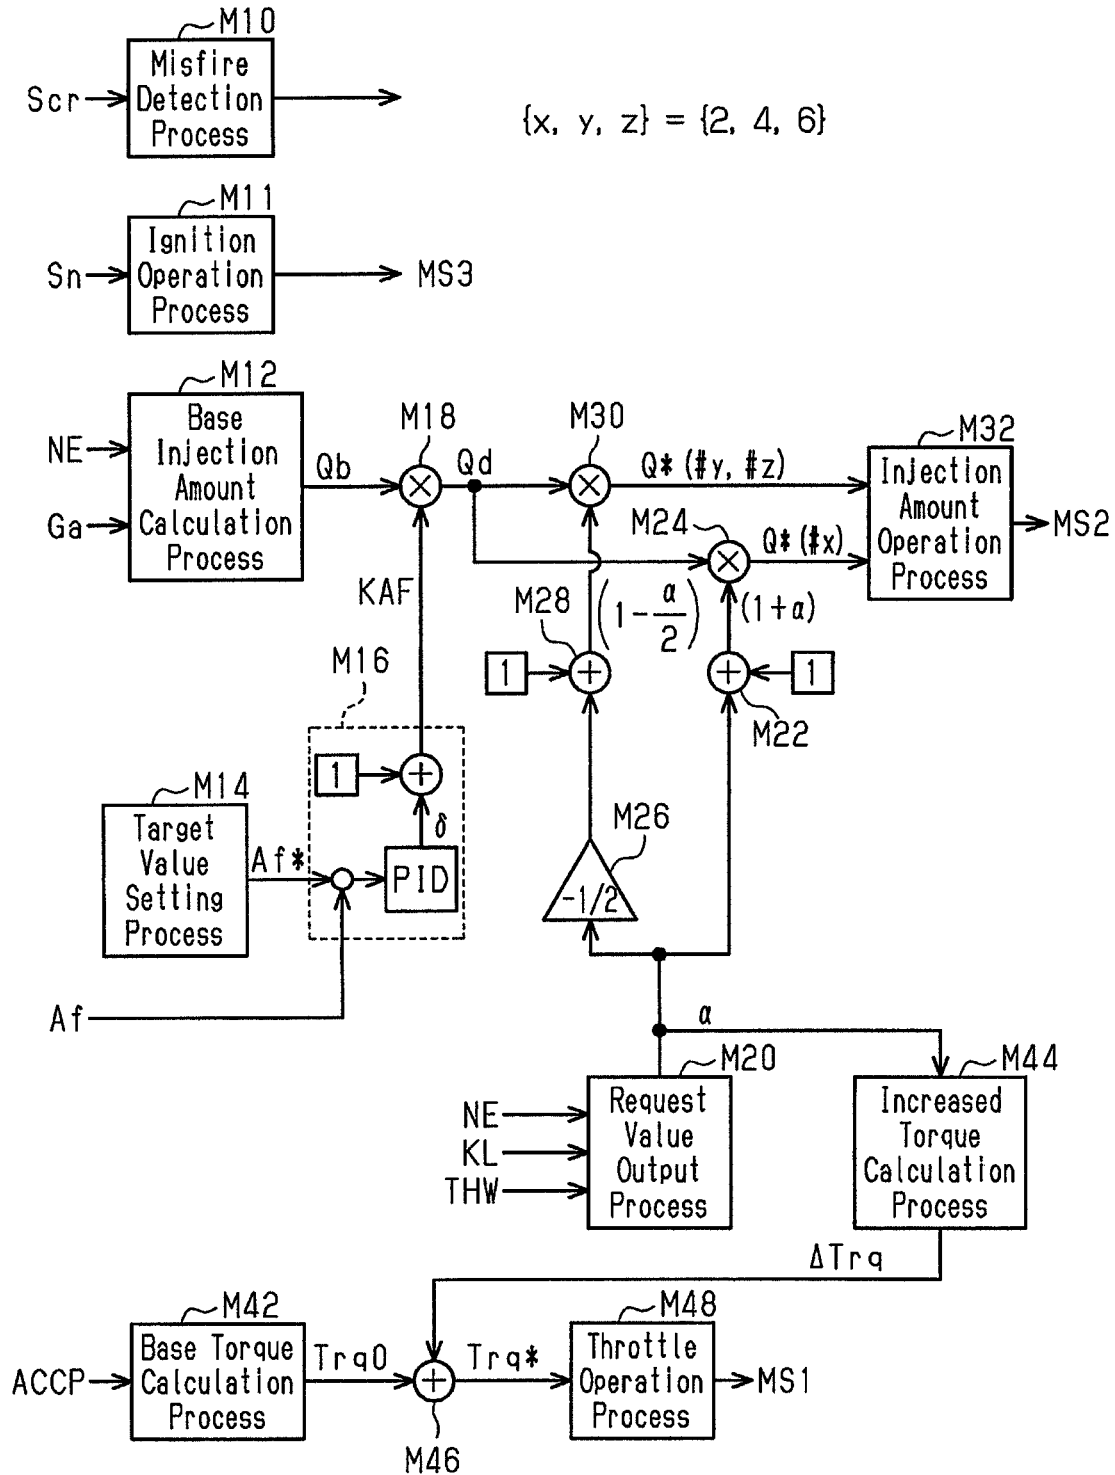 M10
Misfire
Detection
Process
Scr
{x, y, z} = {2, 4, 6}
M11
Ignition
Operation
Process
Sn
MS3
M12
Base
Injection
Amount
Calculation
Process
NE
Ga
Qb
M18
Qd
M30
Q* (#y, #z)
M24
Q* (#x)
M32
Injection
Amount
Operation
Process
MS2
KAF
M28
(1 - α/2)
(1+α)
1
1
M22
M16
1
δ
PID
M14
Target
Value
Setting
Process
Af*
Af
M26
-1/2
α
M20
Request
Value
Output
Process
NE
KL
THW
M44
Increased
Torque
Calculation
Process
ΔTrq
M42
Base Torque
Calculation
Process
ACCP
Trq0
M46
Trq*
M48
Throttle
Operation
Process
MS1